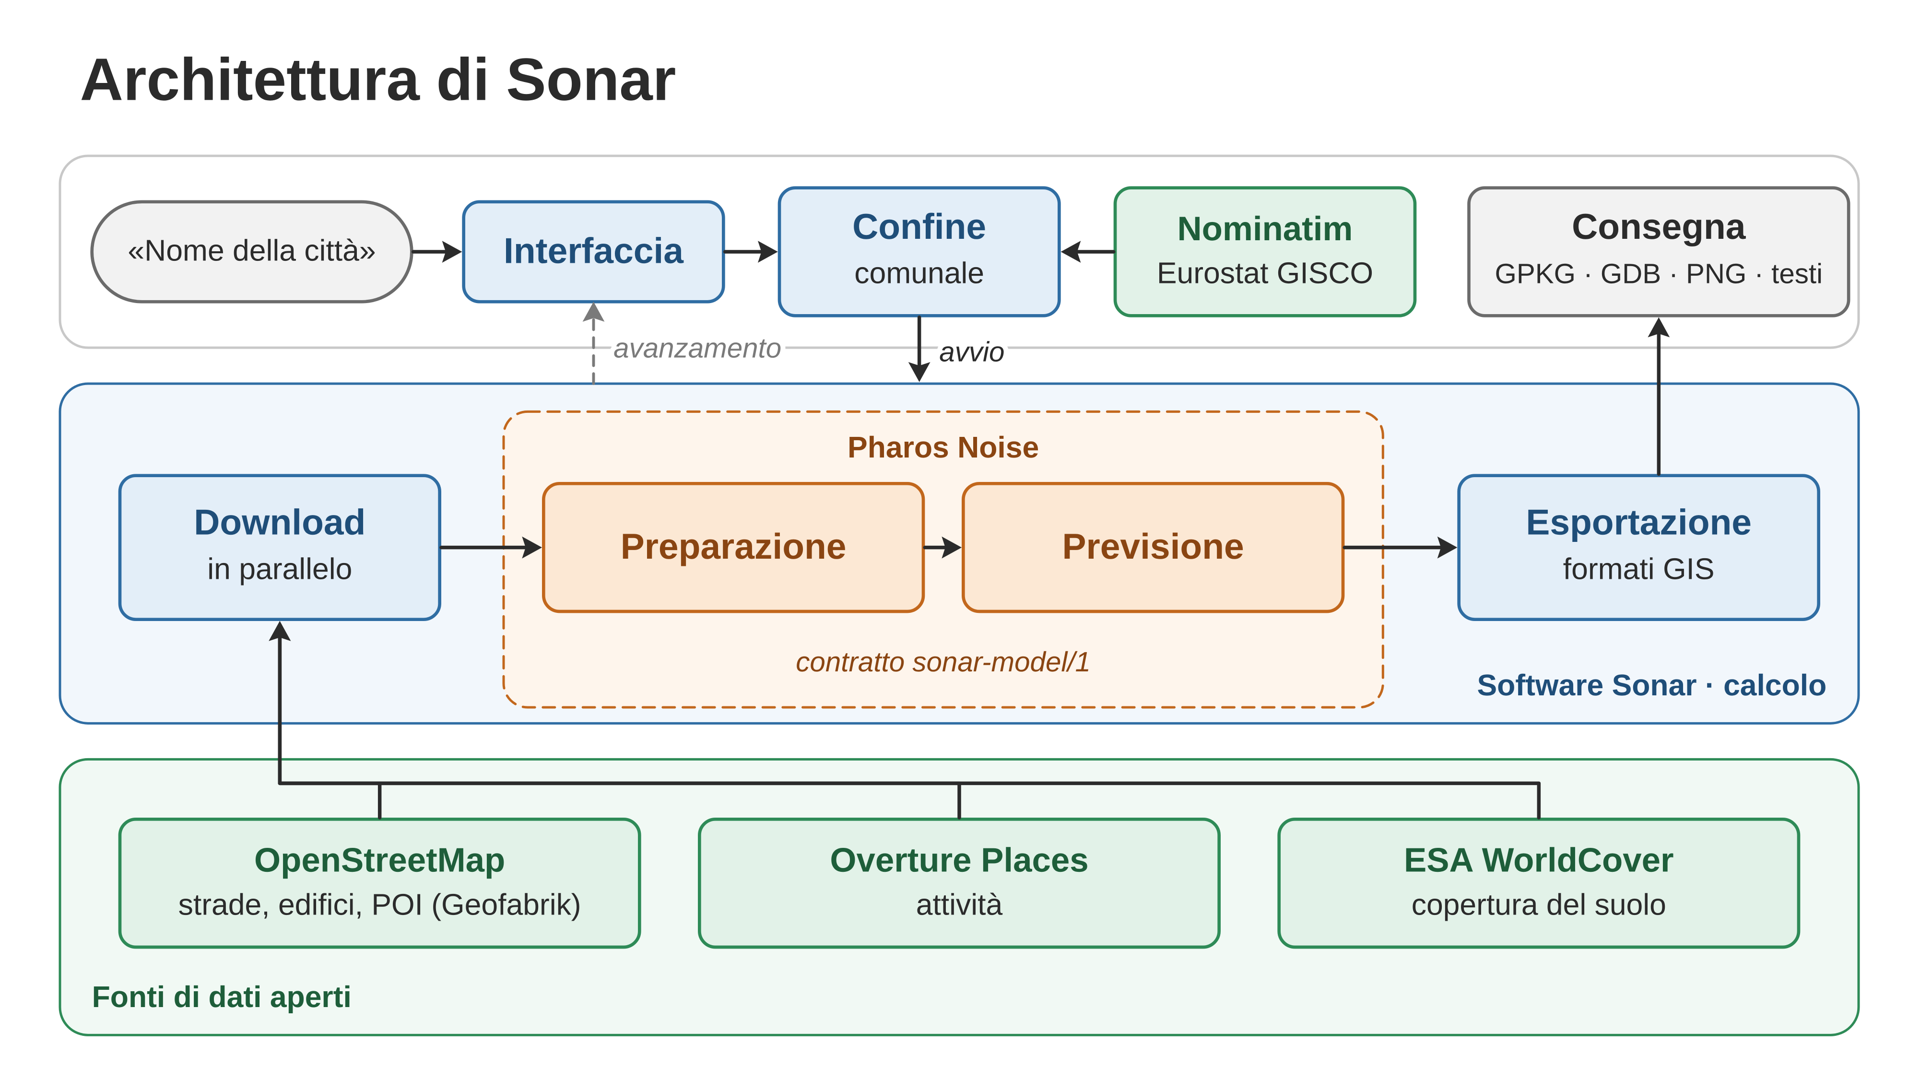 Architettura di Sonar
«Nome della città»
Interfaccia
Confine
comunale
Nominatim
Eurostat GISCO
Consegna
GPKG · GDB · PNG · testi
avanzamento
avvio
Pharos Noise
Download
in parallelo
Preparazione
Previsione
Esportazione
formati GIS
contratto sonar-model/1
Software Sonar · calcolo
OpenStreetMap
strade, edifici, POI (Geofabrik)
Overture Places
attività
ESA WorldCover
copertura del suolo
Fonti di dati aperti